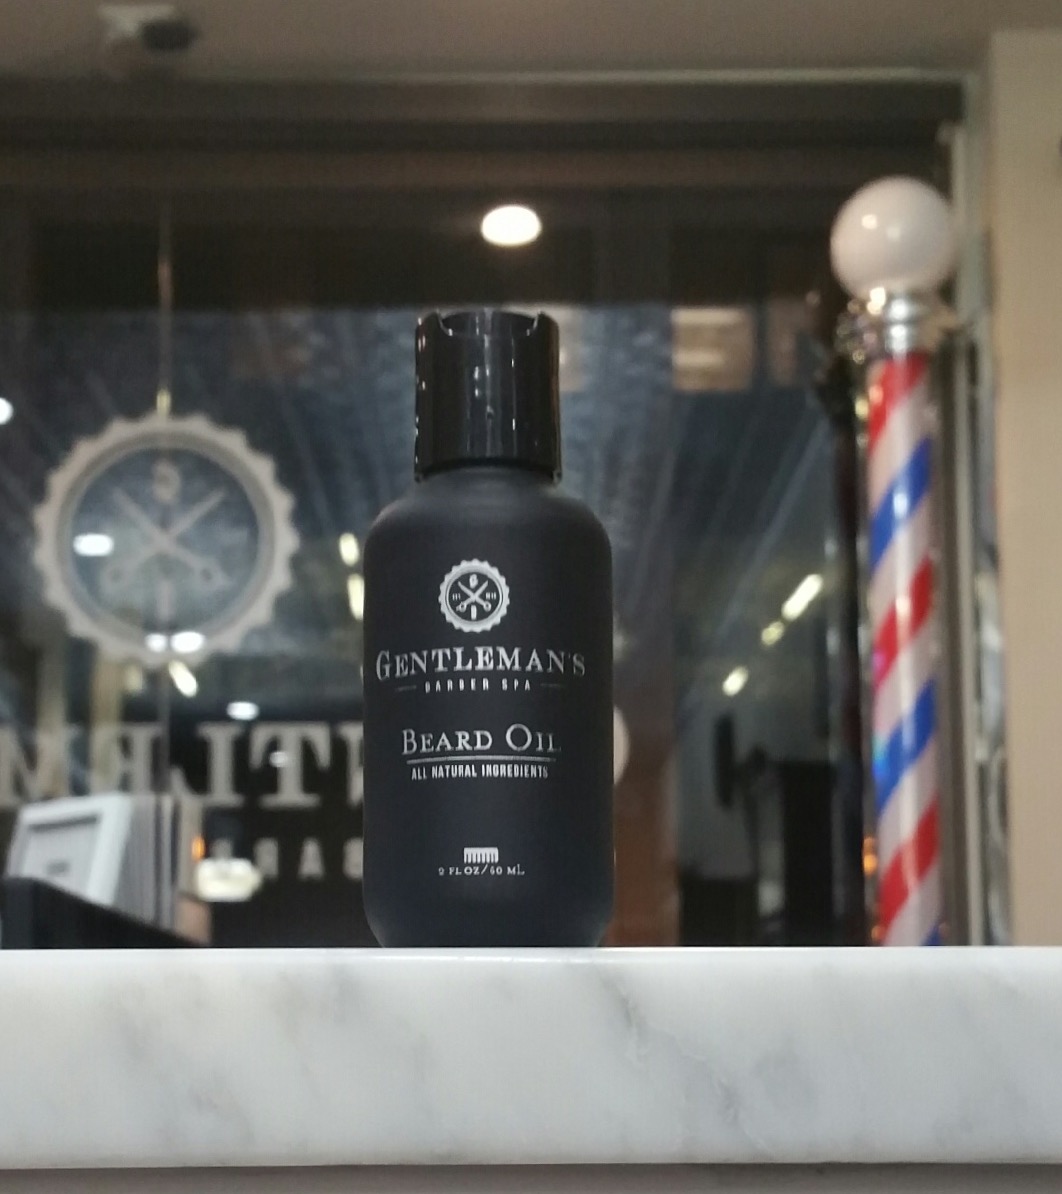 GENTLEMAN'S
BARBER SPA
BEARD OIL
ALL NATURAL INGREDIENTS
2 FL OZ/60 ML